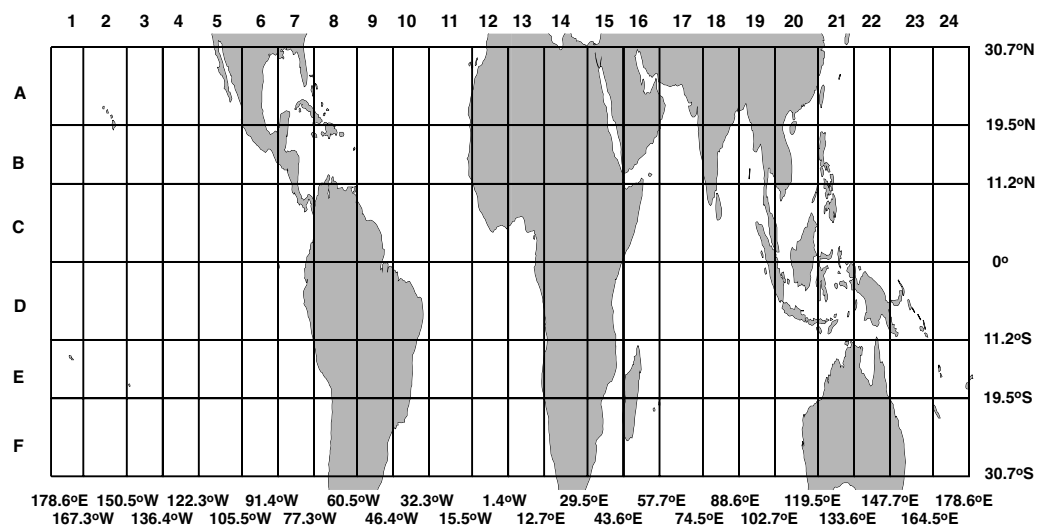 1 2 3 4 5 6 7 8 9 10 11 12 13 14 15 16 17 18 19 20 21 22 23 24
30.7ºN
A
19.5ºN
B
11.2ºN
C
0º
D
11.2ºS
E
19.5ºS
F
30.7ºS
178.6ºE 150.5ºW 122.3ºW 91.4ºW 60.5ºW 32.3ºW 1.4ºW 29.5ºE 57.7ºE 88.6ºE 119.5ºE 147.7ºE 178.6ºE
167.3ºW 136.4ºW 105.5ºW 77.3ºW 46.4ºW 15.5ºW 12.7ºE 43.6ºE 74.5ºE 102.7ºE 133.6ºE 164.5ºE